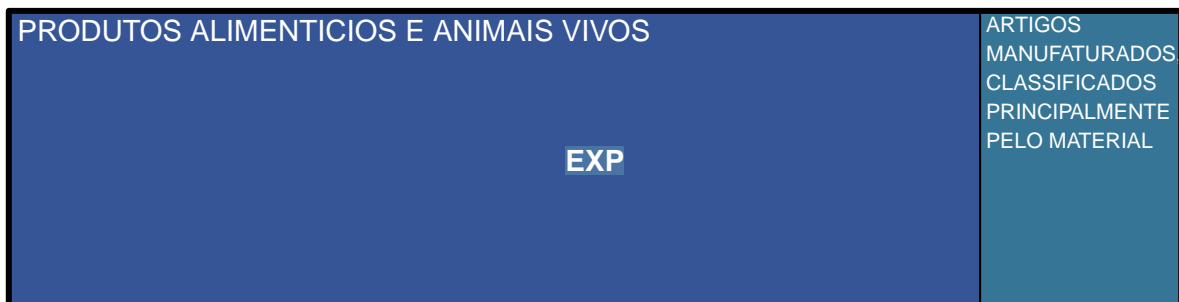 PRODUTOS ALIMENTICIOS E ANIMAIS VIVOS
EXP
ARTIGOS
MANUFATURADOS,
CLASSIFICADOS
PRINCIPALMENTE
PELO MATERIAL